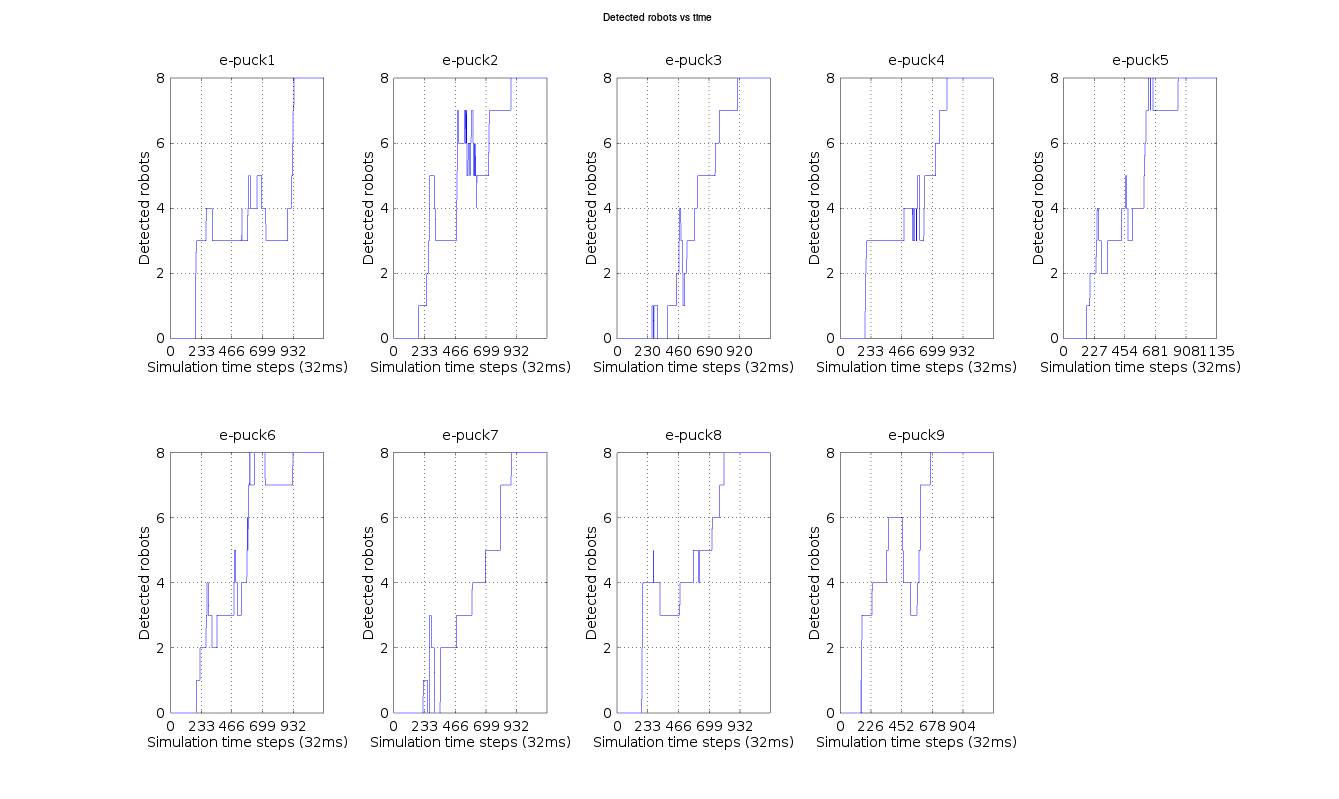 Detected robots vs time
e-puck1 e-puck2 e-puck3 e-puck4 e-puck5
8 8 8 8 8
6 6 6 6 6
4 4 4 4 4
2 2 2 2 2
0 0 0 0 0
Detected robots Detected robots Detected robots Detected robots Detected robots
0 233 466 699 932 0 233 466 699 932 0 230 460 690 920 0 233 466 699 932 0 227 454 681 908 1135
Simulation time steps (32ms) Simulation time steps (32ms) Simulation time steps (32ms) Simulation time steps (32ms) Simulation time steps (32ms)
e-puck6 e-puck7 e-puck8 e-puck9
8 8 8 8
6 6 6 6
4 4 4 4
2 2 2 2
0 0 0 0
Detected robots Detected robots Detected robots Detected robots
0 233 466 699 932 0 233 466 699 932 0 233 466 699 932 0 226 452 678 904
Simulation time steps (32ms) Simulation time steps (32ms) Simulation time steps (32ms) Simulation time steps (32ms)